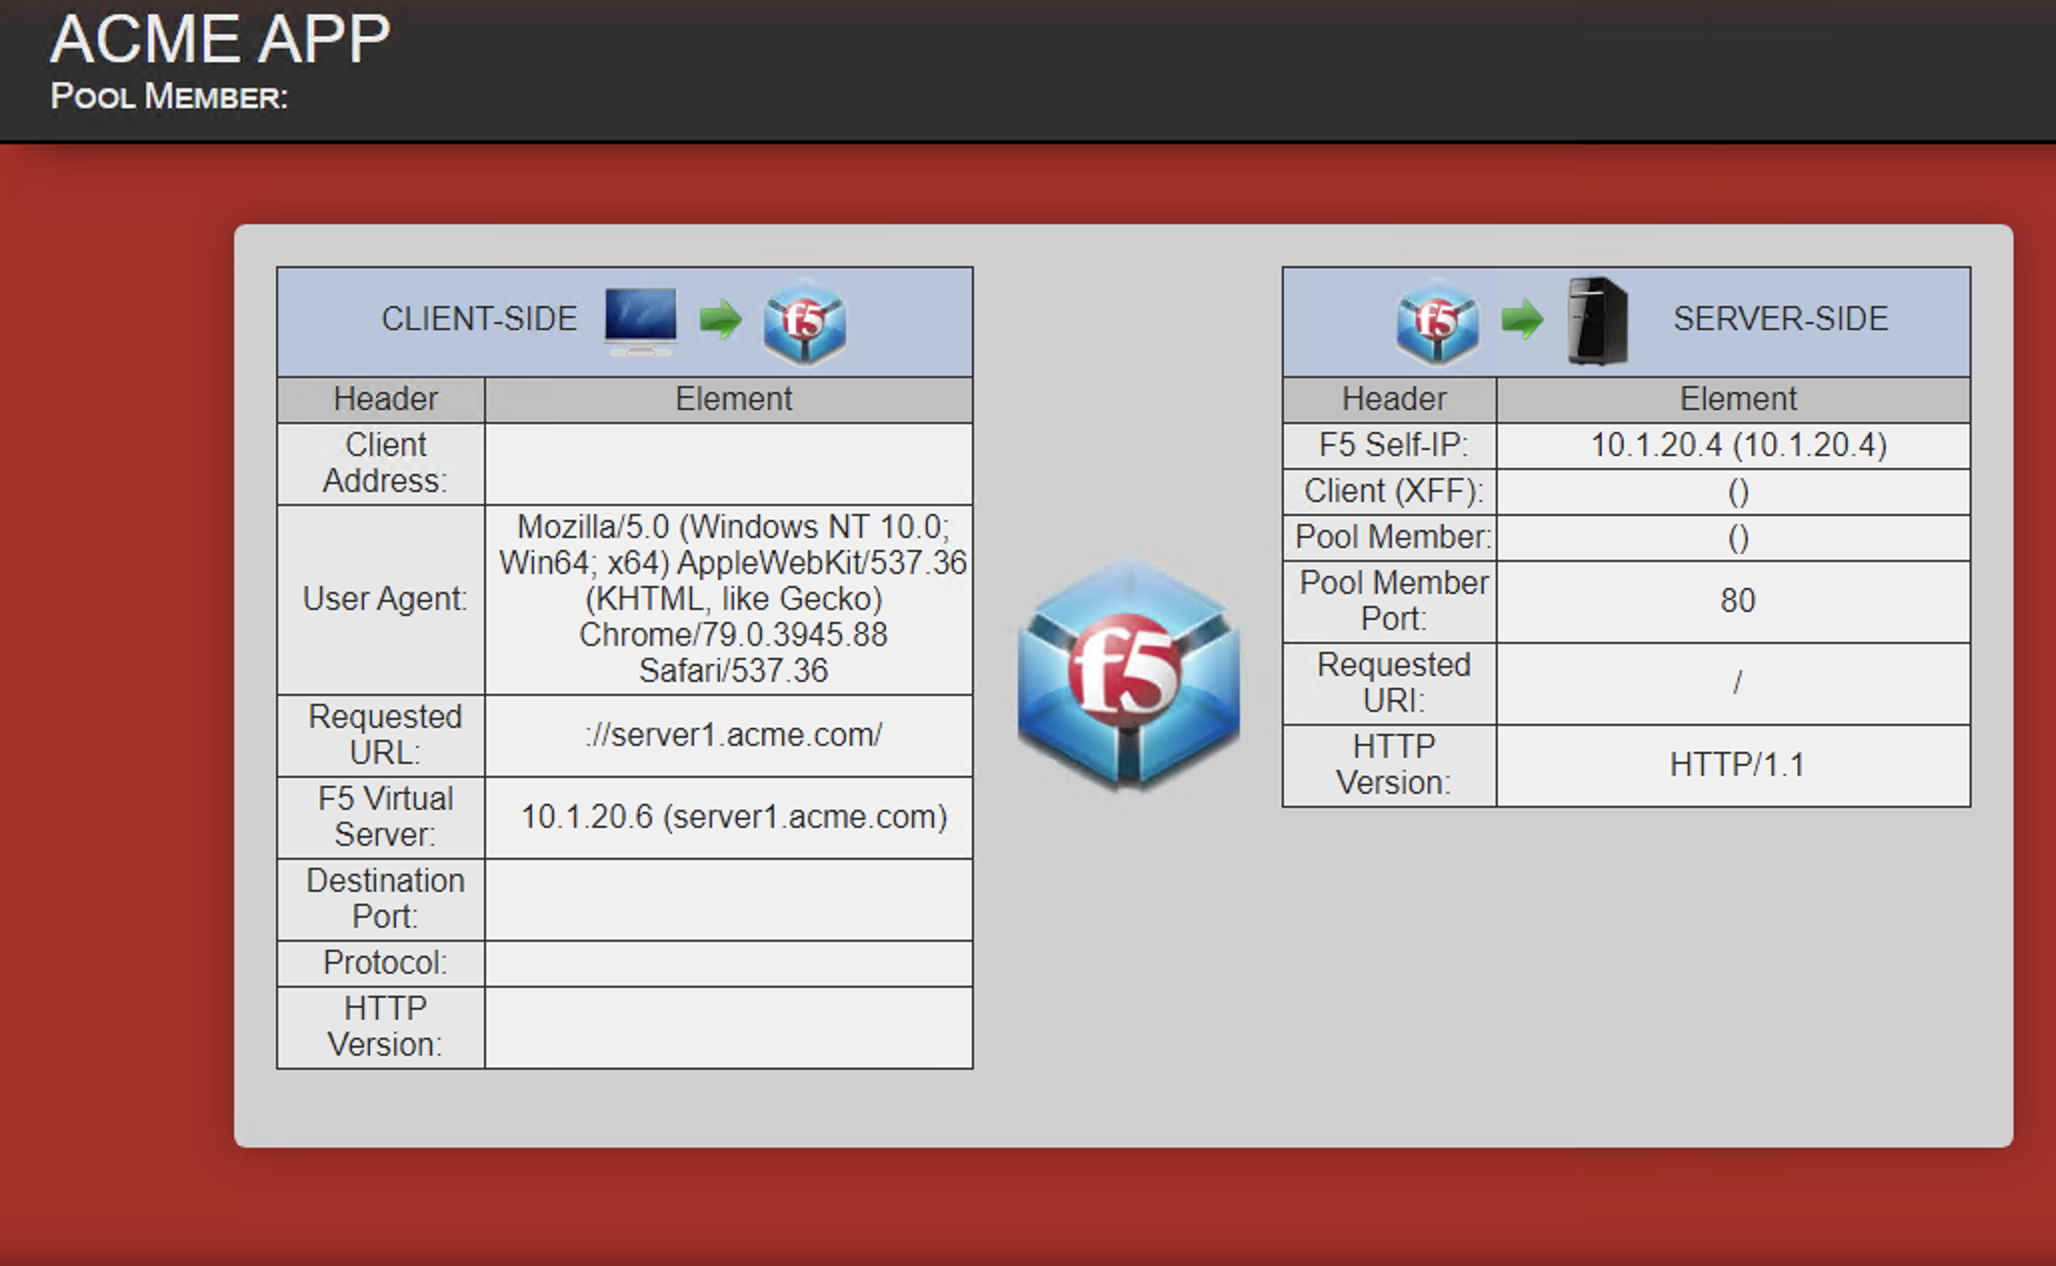 ACME APP
POOL MEMBER:
CLIENT-SIDE
f5
Header Element
Client
Address:
User Agent:
Mozilla/5.0 (Windows NT 10.0;
Win64; x64) AppleWebKit/537.36
(KHTML, like Gecko)
Chrome/79.0.3945.88
Safari/537.36
Requested
URL:
://server1.acme.com/
F5 Virtual
Server:
10.1.20.6 (server1.acme.com)
Destination
Port:
Protocol:
HTTP
Version:
f5
f5
SERVER-SIDE
Header Element
F5 Self-IP: 10.1.20.4 (10.1.20.4)
Client (XFF): ()
Pool Member: ()
Pool Member
Port:
80
Requested
URI:
/
HTTP
Version:
HTTP/1.1